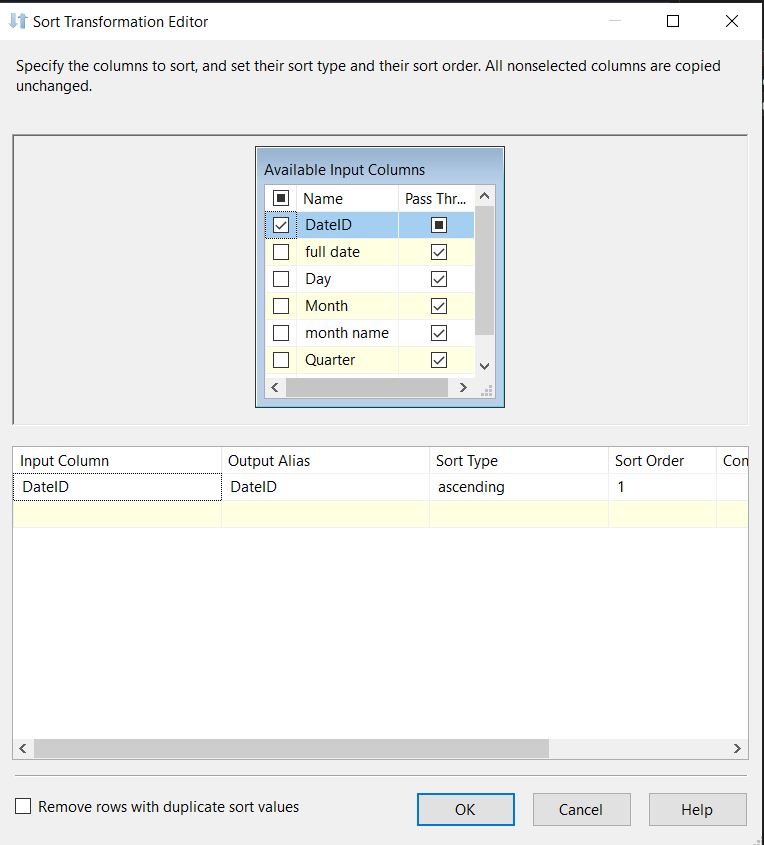 Sort Transformation Editor
Specify the columns to sort, and set their sort type and their sort order. All nonselected columns are copied
unchanged.
Available Input Columns
Name Pass Thr...
DateID
full date
Day
Month
month name
Quarter
Input Column Output Alias Sort Type Sort Order Con
DateID DateID ascending 1
Remove rows with duplicate sort values OK Cancel Help